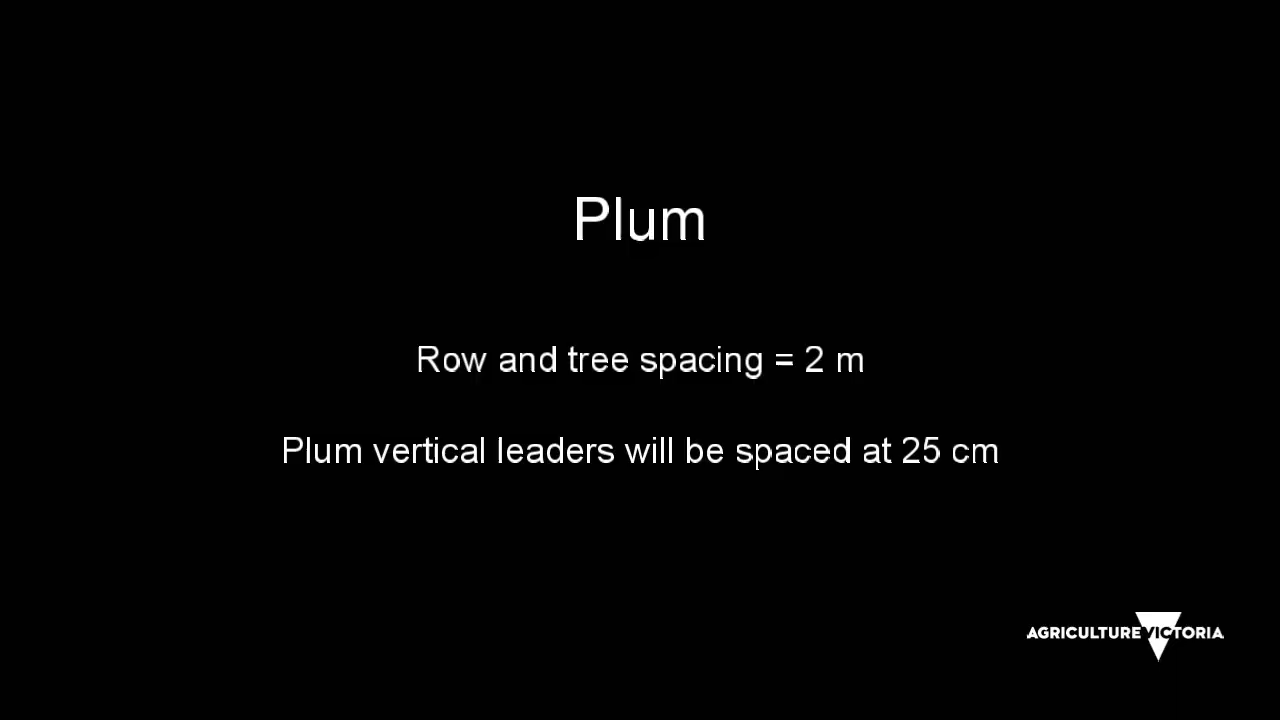 Plum
Row and tree spacing = 2 m
Plum vertical leaders will be spaced at 25 cm
AGRICULTURE VICTORIA